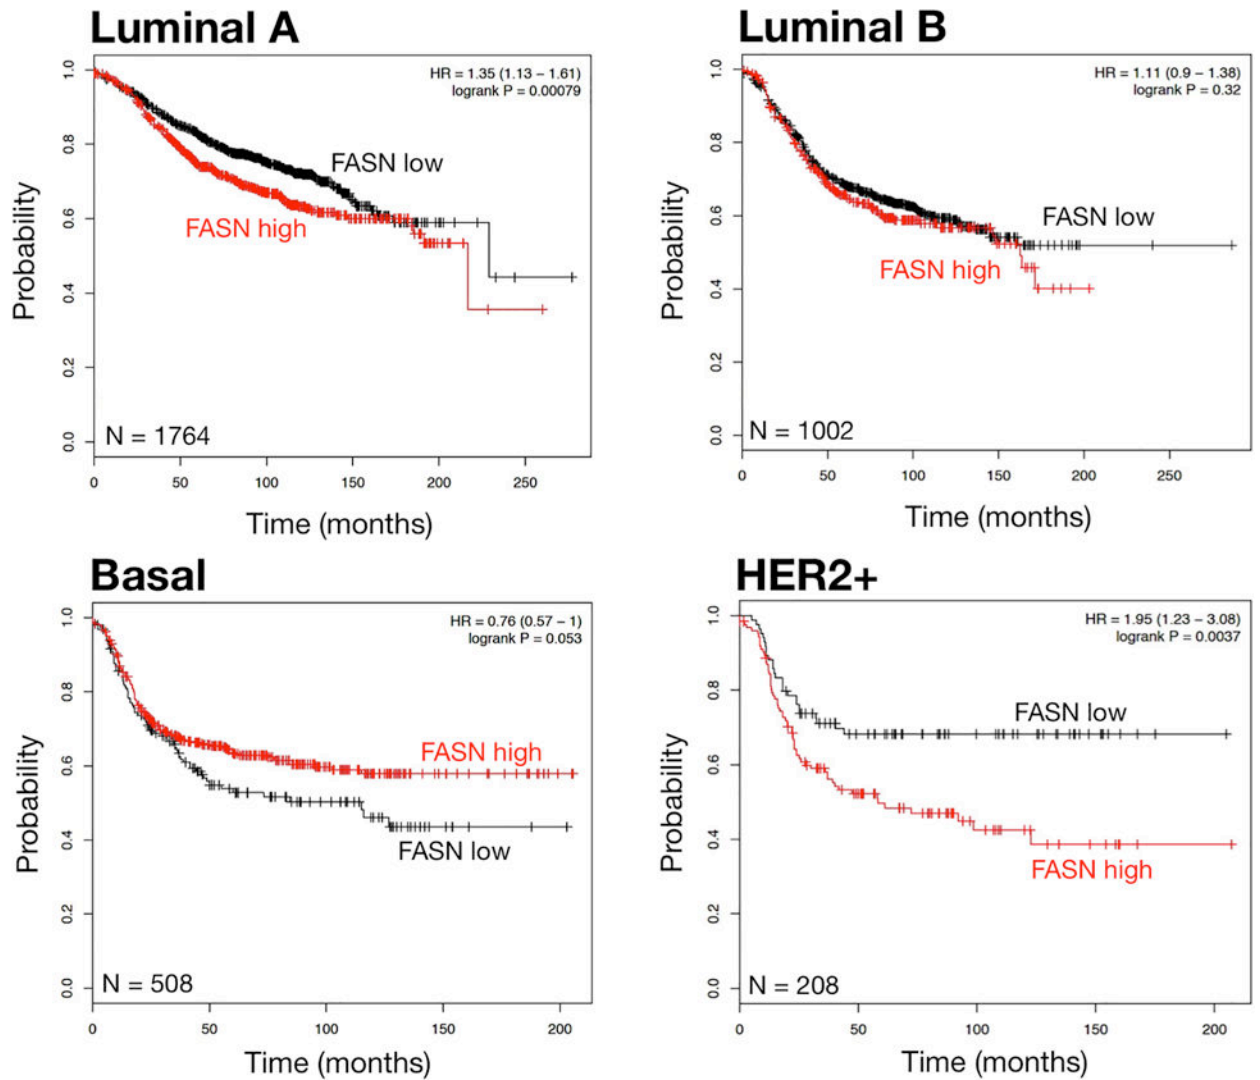 Luminal A
HR = 1.35 (1.13 – 1.61)
logrank P = 0.00079
FASN low
FASN high
N = 1764
Probability
0.0
0.2
0.4
0.6
0.8
1.0
0 50 100 150 200 250
Time (months)
Luminal B
HR = 1.11 (0.9 – 1.38)
logrank P = 0.32
FASN low
FASN high
N = 1002
Probability
0.0
0.2
0.4
0.6
0.8
1.0
0 50 100 150 200 250
Time (months)
Basal
HR = 0.76 (0.57 – 1)
logrank P = 0.053
FASN high
FASN low
N = 508
Probability
0.0
0.2
0.4
0.6
0.8
1.0
0 50 100 150 200
Time (months)
HER2+
HR = 1.95 (1.23 – 3.08)
logrank P = 0.0037
FASN low
FASN high
N = 208
Probability
0.0
0.2
0.4
0.6
0.8
1.0
0 50 100 150 200
Time (months)